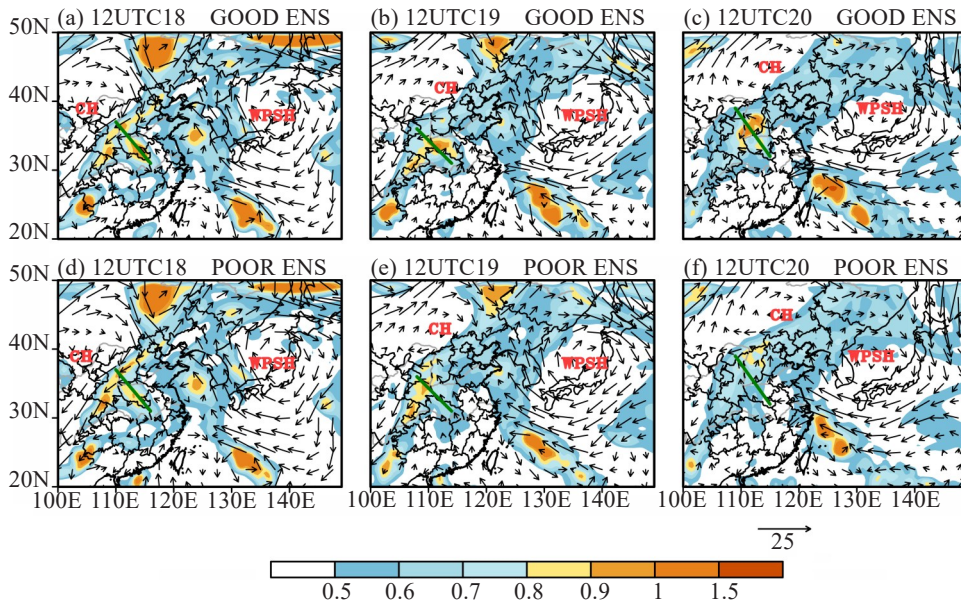 (a) 12UTC18 GOOD ENS (b) 12UTC19 GOOD ENS (c) 12UTC20 GOOD ENS
50N
CH
40N
CH WPSH CH WPSH WPSH
30N
20N
(d) 12UTC18 POOR ENS (e) 12UTC19 POOR ENS (f) 12UTC20 POOR ENS
50N
CH
40N
CH WPSH CH WPSH WPSH
30N
20N
100E 110E 120E 130E 140E 100E 110E 120E 130E 140E 100E 110E 120E 130E 140E
25
0.5 0.6 0.7 0.8 0.9 1 1.5